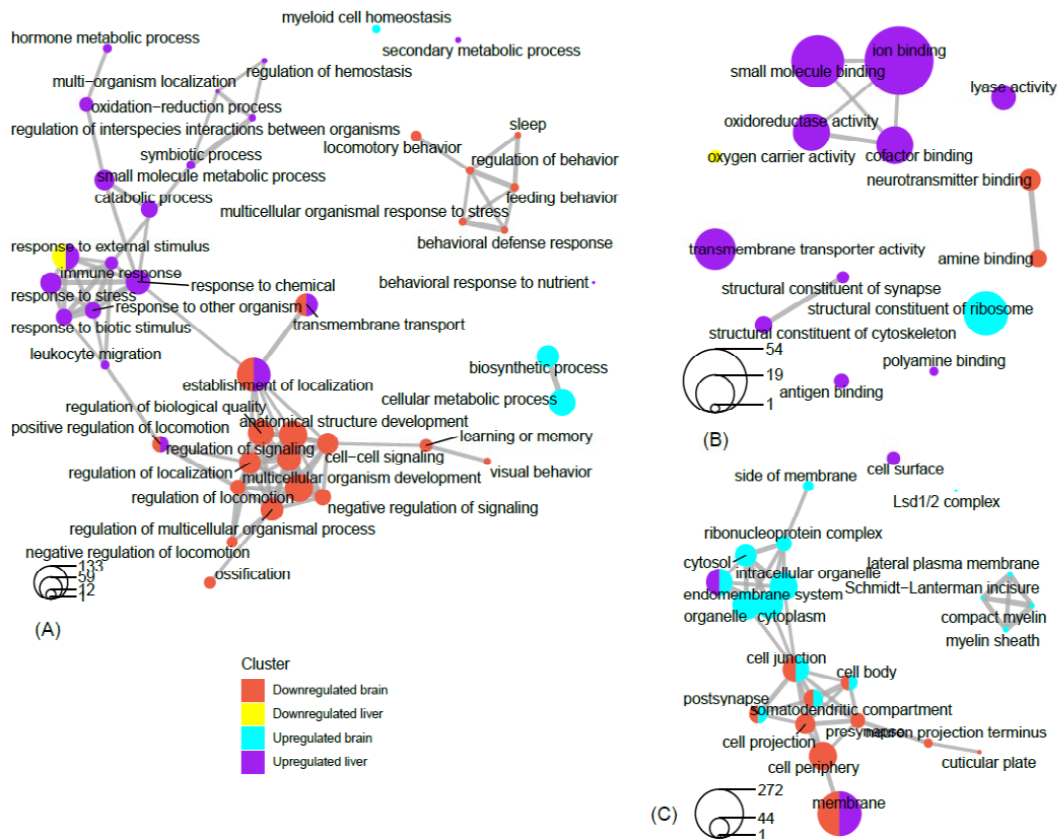 myeloid cell homeostasis
hormone metabolic process
secondary metabolic process
regulation of hemostasis
multi-organism localization
oxidation-reduction process
regulation of interspecies interactions between organisms
sleep
locomotory behavior
symbiotic process
regulation of behavior
small molecule metabolic process
catabolic process
feeding behavior
multicellular organismal response to stress
behavioral defense response
response to external stimulus
immune response
response to chemical
behavioral response to nutrient
response to stress
response to other organism
response to biotic stimulus
transmembrane transport
leukocyte migration
biosynthetic process
establishment of localization
cellular metabolic process
regulation of biological quality
anatomical structure development
positive regulation of locomotion
learning or memory
regulation of signaling
cell-cell signaling
regulation of localization
visual behavior
multicellular organism development
regulation of locomotion
negative regulation of signaling
regulation of multicellular organismal process
negative regulation of locomotion
ossification
133
59
12
1
(A)
Cluster
Downregulated brain
Downregulated liver
Upregulated brain
Upregulated liver
ion binding
small molecule binding
lyase activity
oxidoreductase activity
oxygen carrier activity
cofactor binding
neurotransmitter binding
transmembrane transporter activity
amine binding
structural constituent of synapse
structural constituent of ribosome
structural constituent of cytoskeleton
54
19
1
polyamine binding
antigen binding
(B)
cell surface
side of membrane
Lsd1/2 complex
ribonucleoprotein complex
cytosol
lateral plasma membrane
intracellular organelle
Schmidt-Lanterman incisure
endomembrane system
organelle
cytoplasm
compact myelin
myelin sheath
cell junction
cell body
postsynapse
somatodendritic compartment
presynapse
neuron projection terminus
cell projection
cuticular plate
cell periphery
membrane
272
44
1
(C)